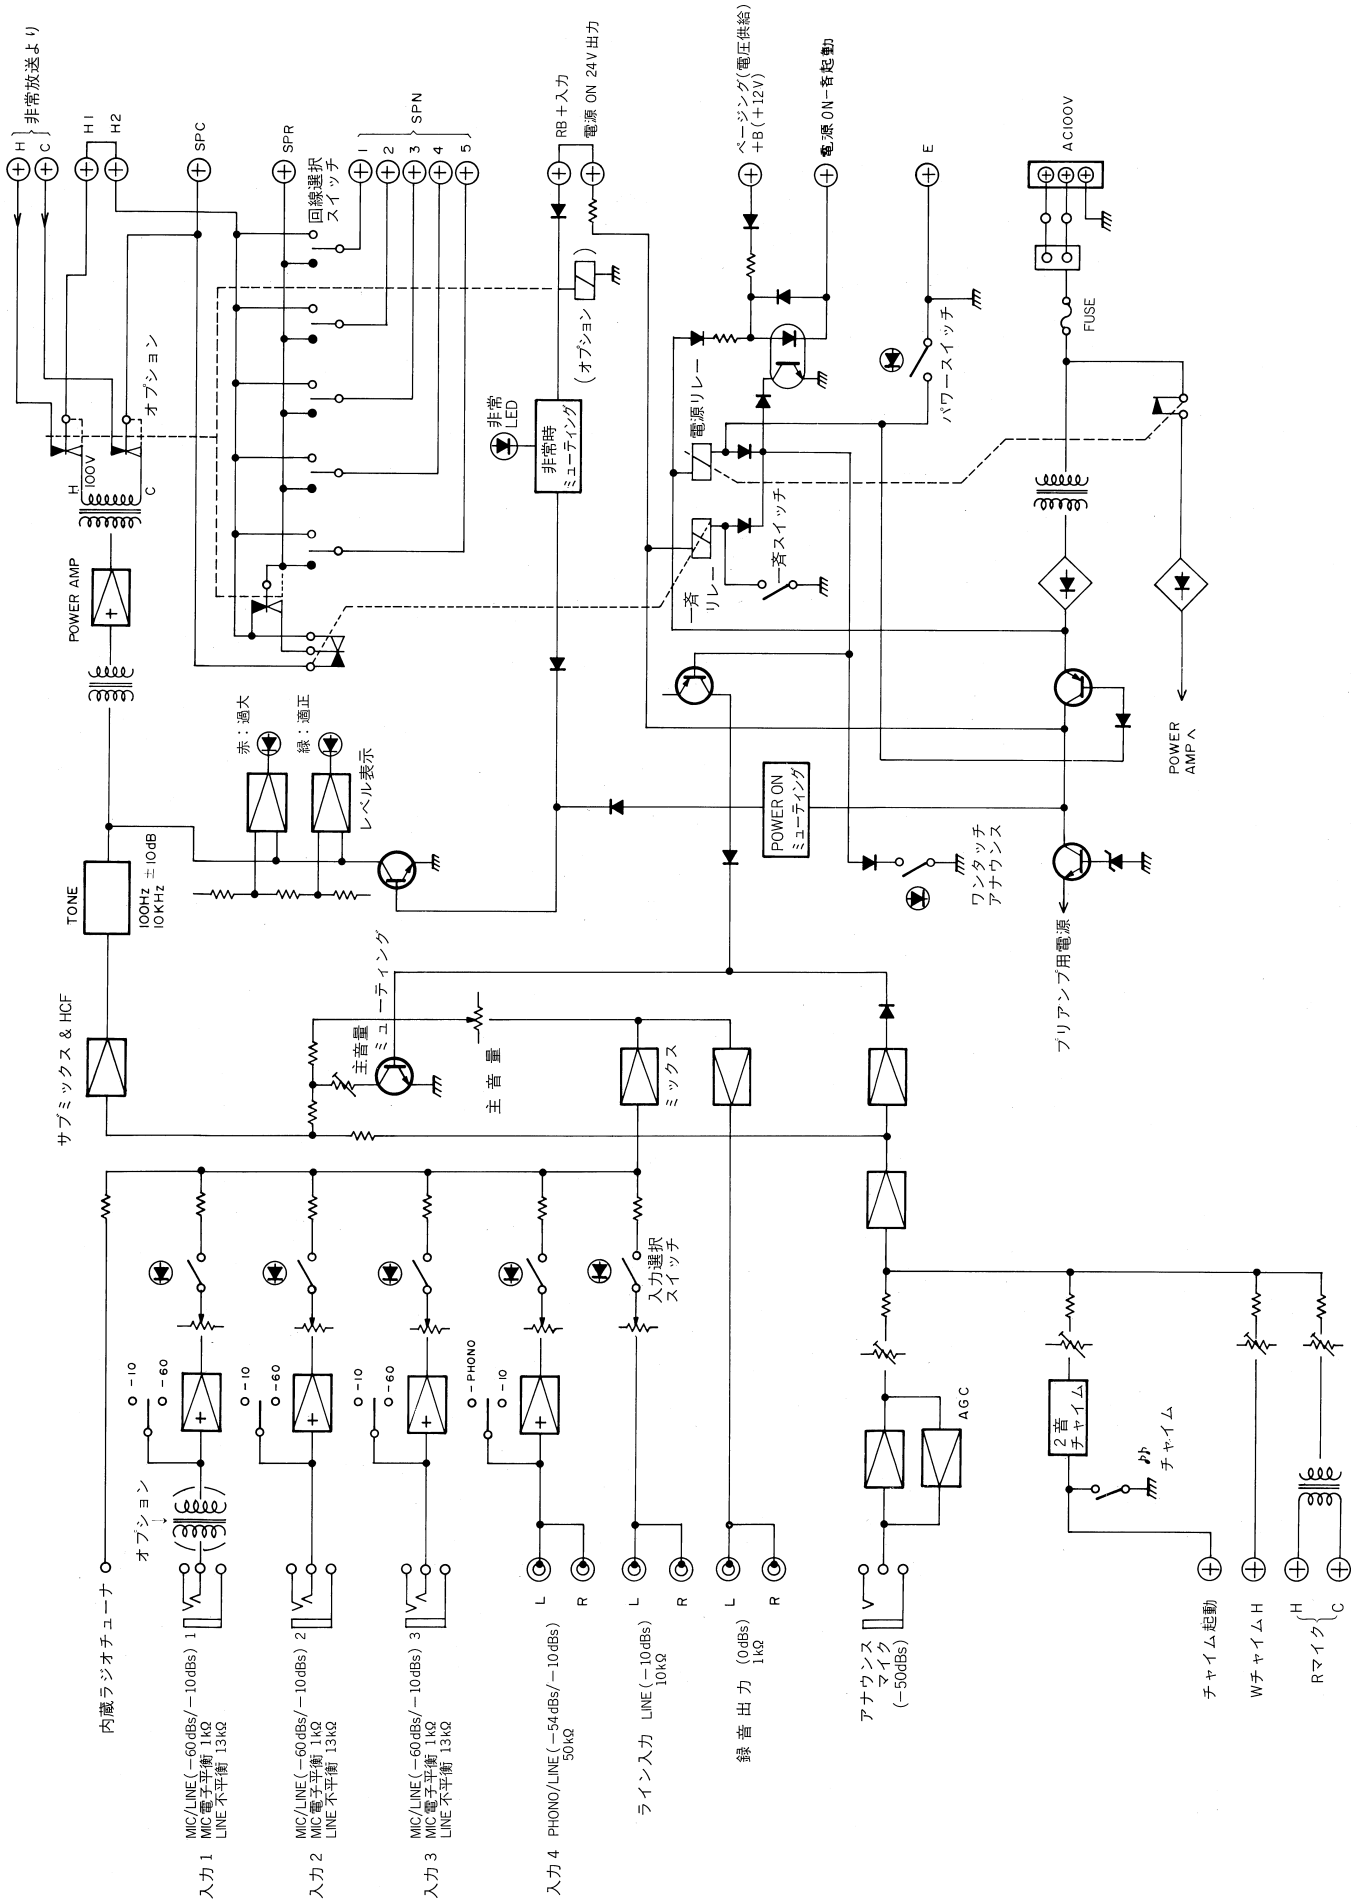 内蔵ラジオチューナ
入力1 MIC/LINE(−60dBs/−10dBs) 1
MIC電子平衡 1kΩ
LINE 不平衡 13kΩ
入力2 MIC/LINE(−60dBs/−10dBs) 2
MIC電子平衡 1kΩ
LINE 不平衡 13kΩ
入力3 MIC/LINE(−60dBs/−10dBs) 3
MIC電子平衡 1kΩ
LINE 不平衡 13kΩ
入力4 PHONO/LINE(−54dBs/−10dBs)
50kΩ
L
R
ライン入力 LINE(−10dBs)
10kΩ
L
R
録音出力 (0dBs)
1kΩ
L
R
アナウンス
マイク
(−50dBs)
チャイム起動
WチャイムH
Rマイク
H
C
オプション
−10
−60
−10
−60
−10
−60
−PHONO
−10
AGC
2音
チャイム
チャイム
入力選択
スイッチ
サブミックス & HCF
主音量
ミューティング
主音量
ミックス
TONE
100Hz
10KHz
±10dB
赤：過大
緑：適正
レベル表示
POWER ON
ミューティング
ワンタッチ
アナウンス
プリアンプ用電源
POWER
AMPへ
POWER AMP
H
100V
C
オプション
非常
LED
非常時
ミューティング
(オプション)
一斉
リレー
一斉スイッチ
電源リレー
パワースイッチ
FUSE
H
C
非常放送より
H1
H2
SPC
SPR
回線選択
スイッチ
1
2
3
4
5
SPN
RB＋入力
電源 ON 24V出力
ページング(電圧供給)
＋B(＋12V)
電源ON一斉起動
E
AC100V